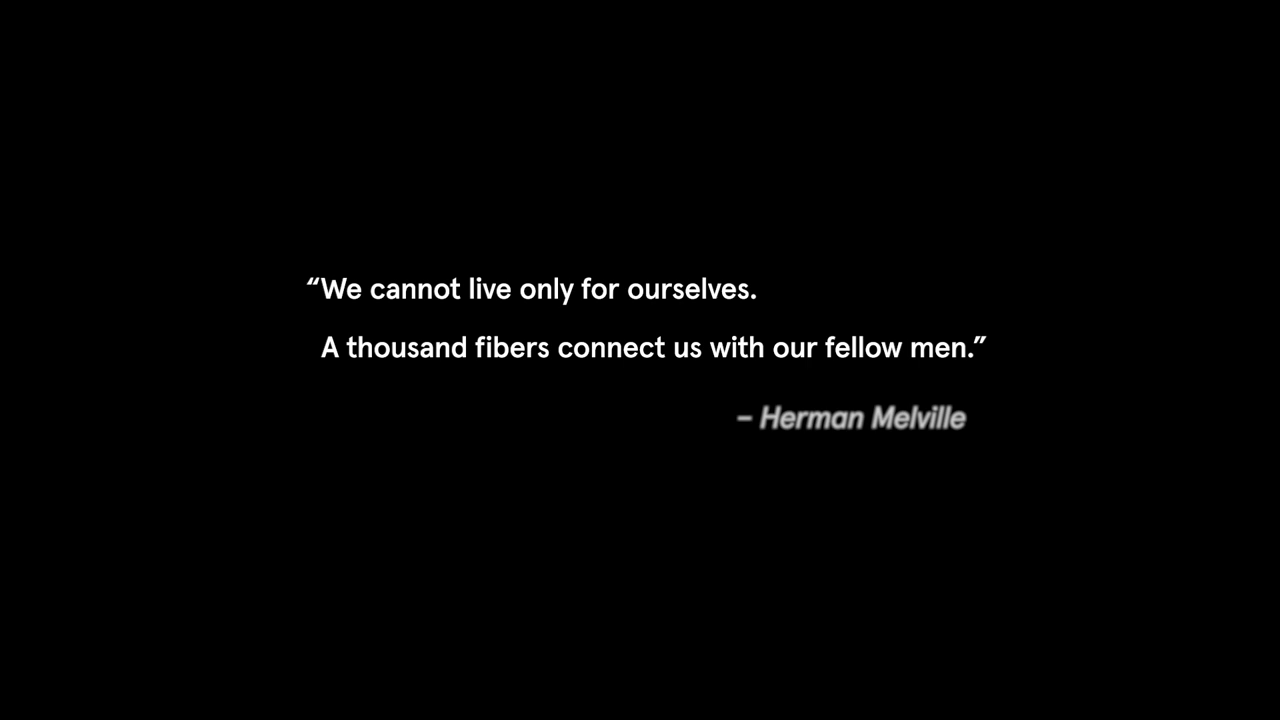 “We cannot live only for ourselves.
A thousand fibers connect us with our fellow men.”
– Herman Melville